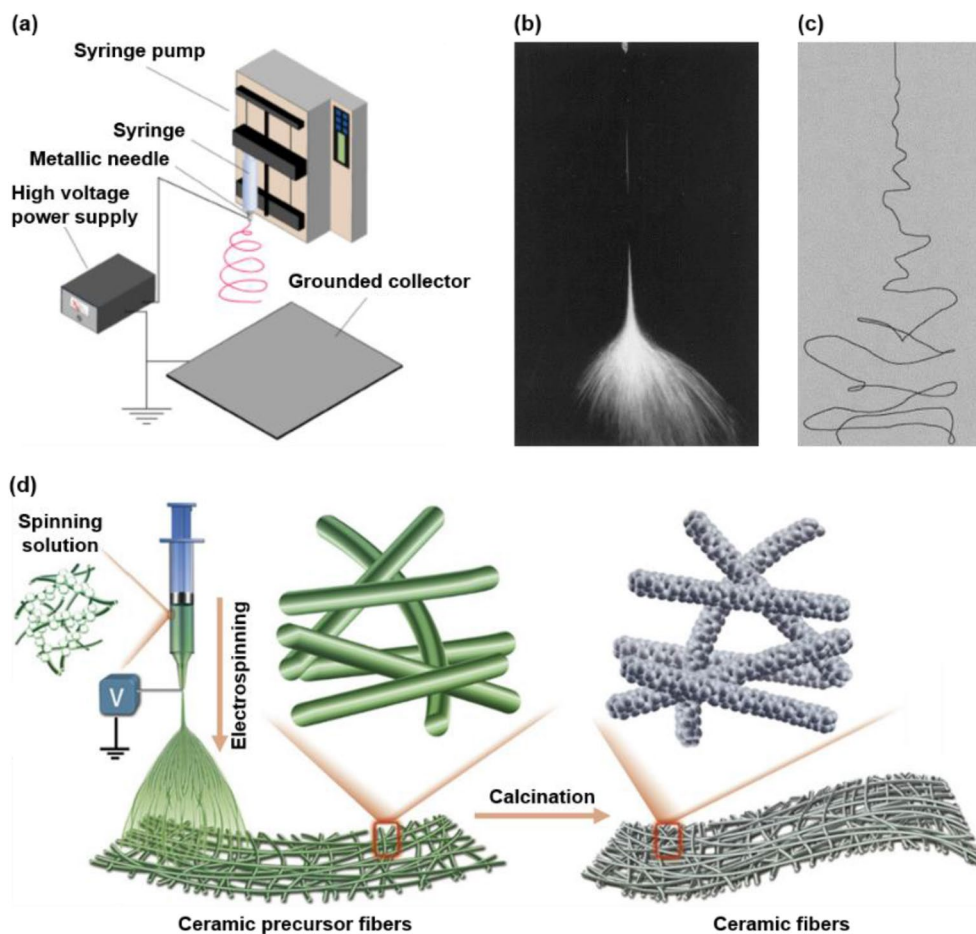 (a)
Syringe pump
Syringe
Metallic needle
High voltage
power supply
Grounded collector
(b)
(c)
(d)
Spinning
solution
V
Electrospinning
Calcination
Ceramic precursor fibers
Ceramic fibers